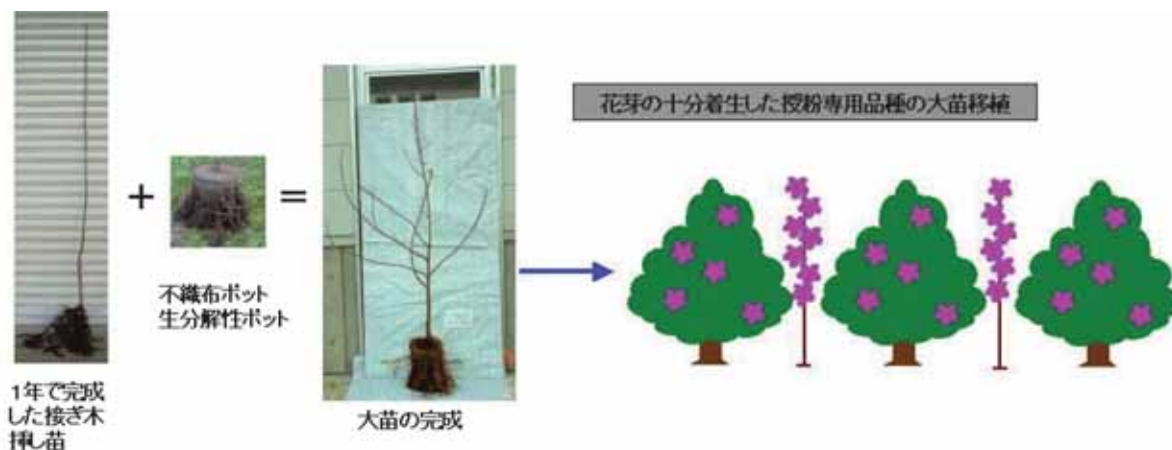 花芽の十分着生した授粉専用品種の大苗移植
+
=
不織布ポット
生分解性ポット
1年で完成
した接ぎ木
挿し苗
大苗の完成